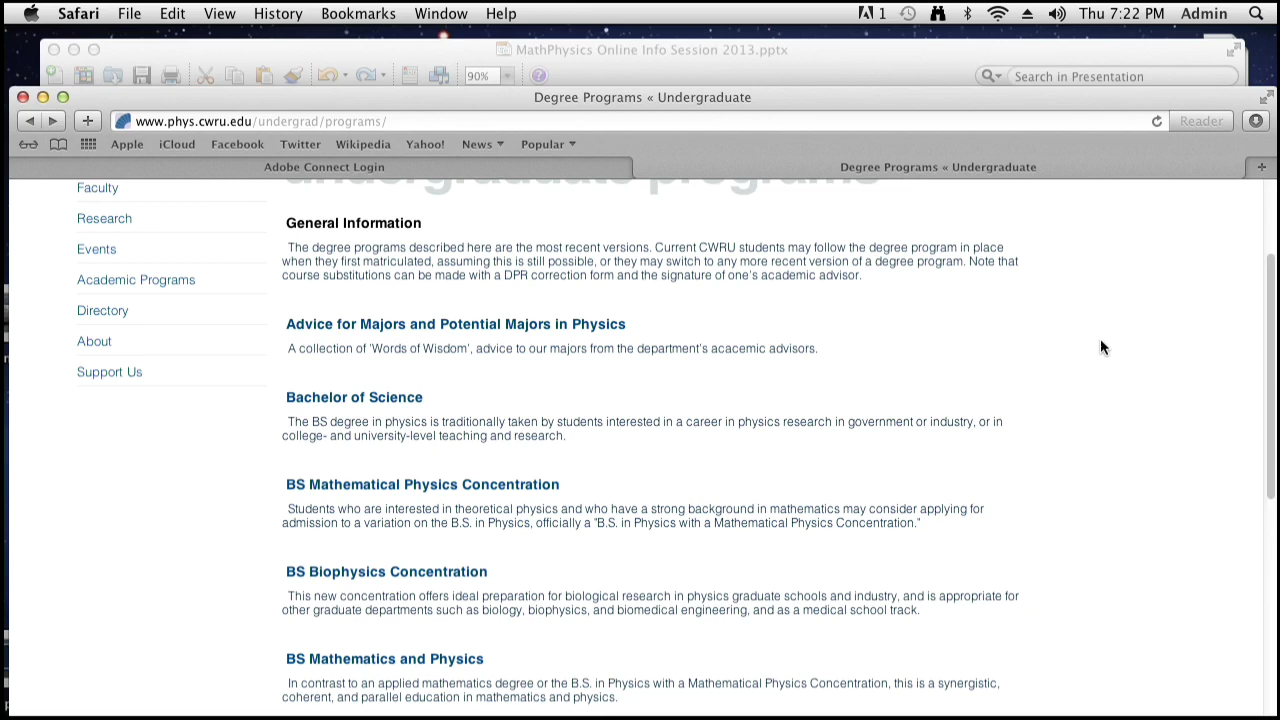 Safari File Edit View History Bookmarks Window Help 1 Thu 7:22 PM Admin
MathPhysics Online Info Session 2013.pptx
90% ? Search in Presentation
Degree Programs « Undergraduate
www.phys.cwru.edu/undergrad/programs/ Reader
Apple iCloud Facebook Twitter Wikipedia Yahoo! News Popular
Adobe Connect Login Degree Programs « Undergraduate +
undergraduate programs
Faculty
Research
Events
Academic Programs
Directory
About
Support Us
General Information
The degree programs described here are the most recent versions. Current CWRU students may follow the degree program in place
when they first matriculated, assuming this is still possible, or they may switch to any more recent version of a degree program. Note that
course substitutions can be made with a DPR correction form and the signature of one's academic advisor.
Advice for Majors and Potential Majors in Physics
A collection of 'Words of Wisdom', advice to our majors from the department's acacemic advisors.
Bachelor of Science
The BS degree in physics is traditionally taken by students interested in a career in physics research in government or industry, or in
college- and university-level teaching and research.
BS Mathematical Physics Concentration
Students who are interested in theoretical physics and who have a strong background in mathematics may consider applying for
admission to a variation on the B.S. in Physics, officially a "B.S. in Physics with a Mathematical Physics Concentration."
BS Biophysics Concentration
This new concentration offers ideal preparation for biological research in physics graduate schools and industry, and is appropriate for
other graduate departments such as biology, biophysics, and biomedical engineering, and as a medical school track.
BS Mathematics and Physics
In contrast to an applied mathematics degree or the B.S. in Physics with a Mathematical Physics Concentration, this is a synergistic,
coherent, and parallel education in mathematics and physics.